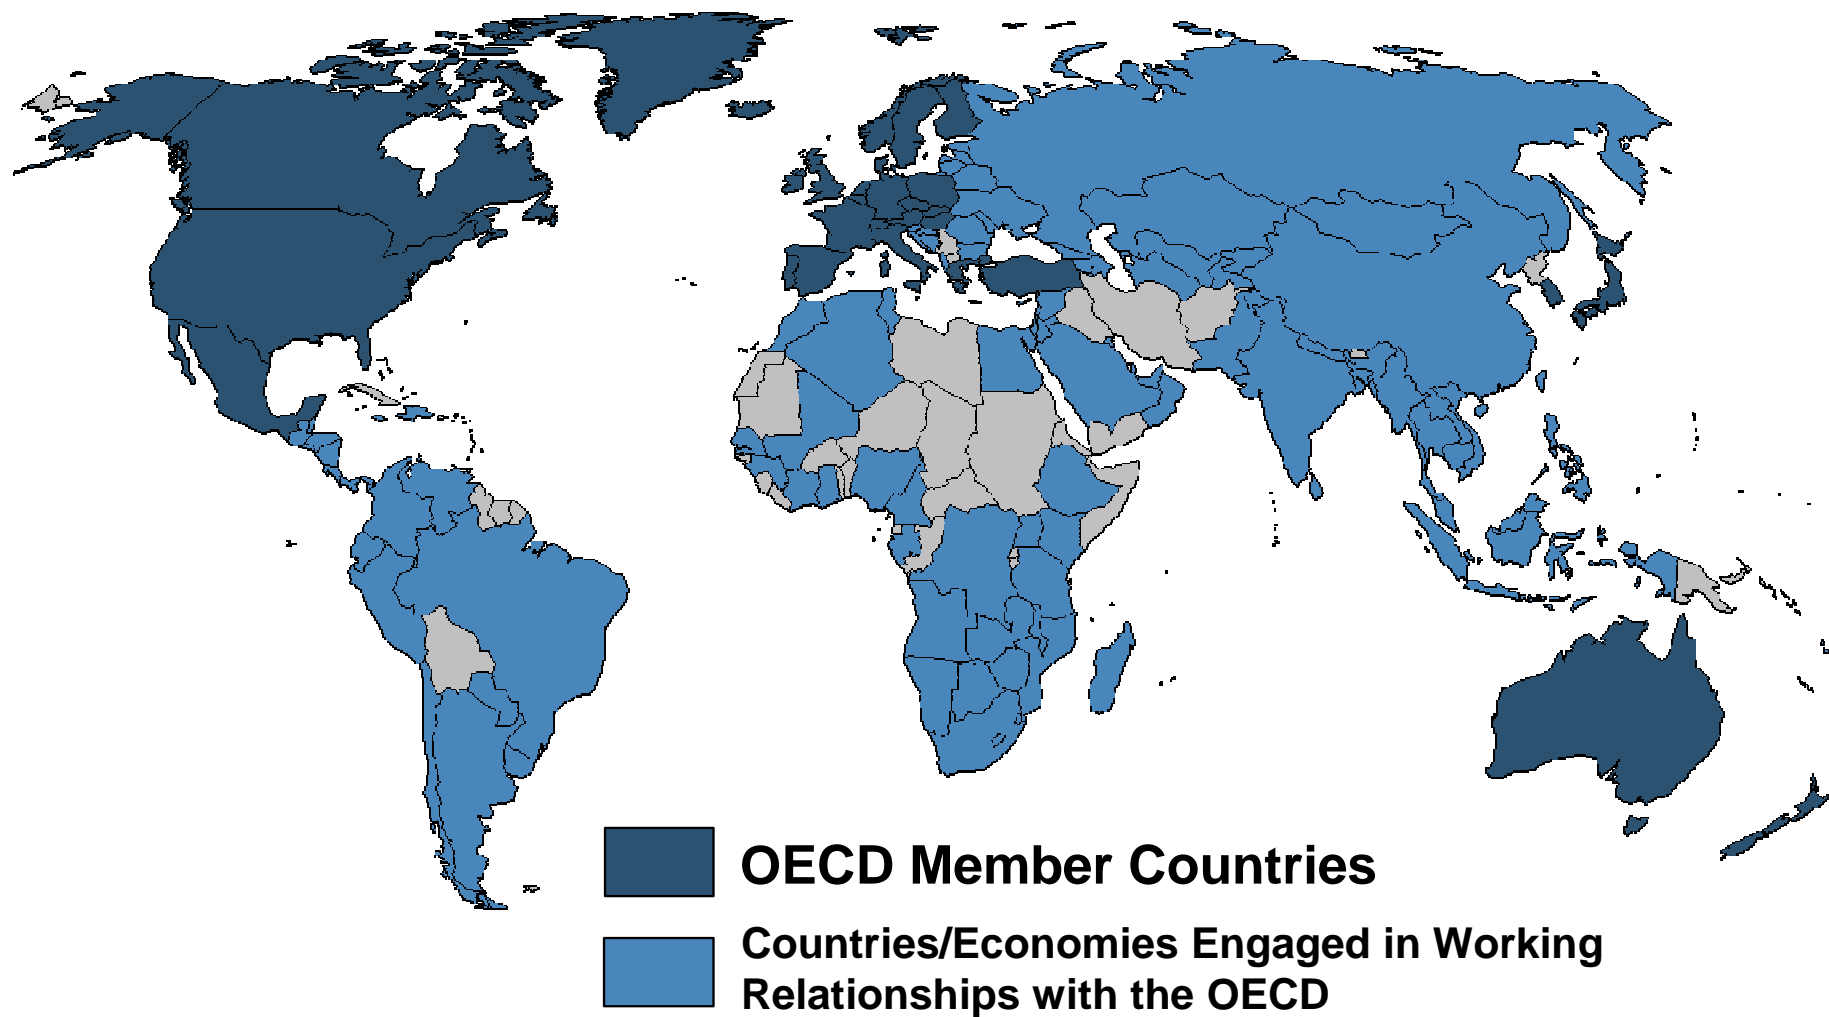 OECD Member Countries
Countries/Economies Engaged in Working
Relationships with the OECD